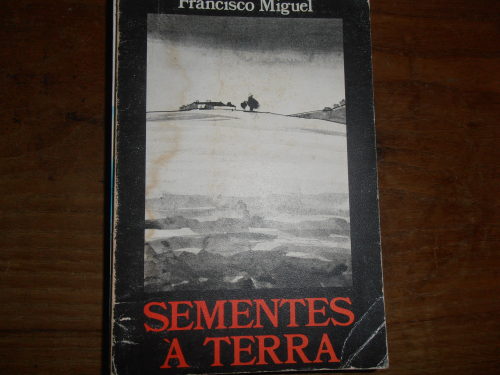 Francisco Miguel
SEMENTES
À TERRA